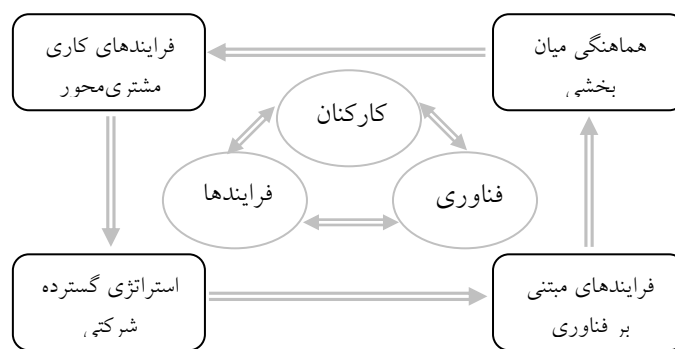 هماهنگی میان
بخشی
فرایندهای کاری
مشتری‌محور
کارکنان
فناوری
فرایندها
فرایندهای مبتنی
بر فناوری
استراتژی گسترده
شرکتی